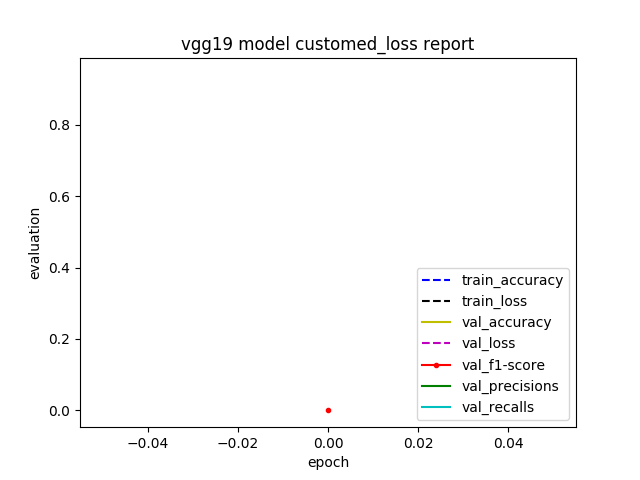 vgg19 model customed_loss report
evaluation
0.8
0.6
0.4
0.2
0.0
train_accuracy
train_loss
val_accuracy
val_loss
val_f1-score
val_precisions
val_recalls
−0.04 −0.02 0.00 0.02 0.04
epoch